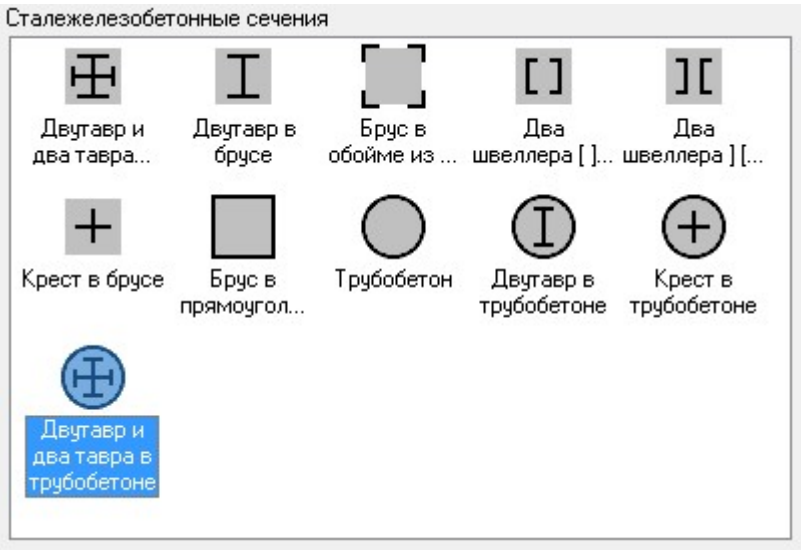 Сталежелезобетонные сечения
Двутавр и
два тавра...
Двутавр в
брусе
Брус в
обойме из ...
Два
швеллера [ ]...
Два
швеллера ] [...
Крест в брусе
Брус в
прямоугол...
Трубобетон
Двутавр в
трубобетоне
Крест в
трубобетоне
Двутавр и
два тавра в
трубобетоне